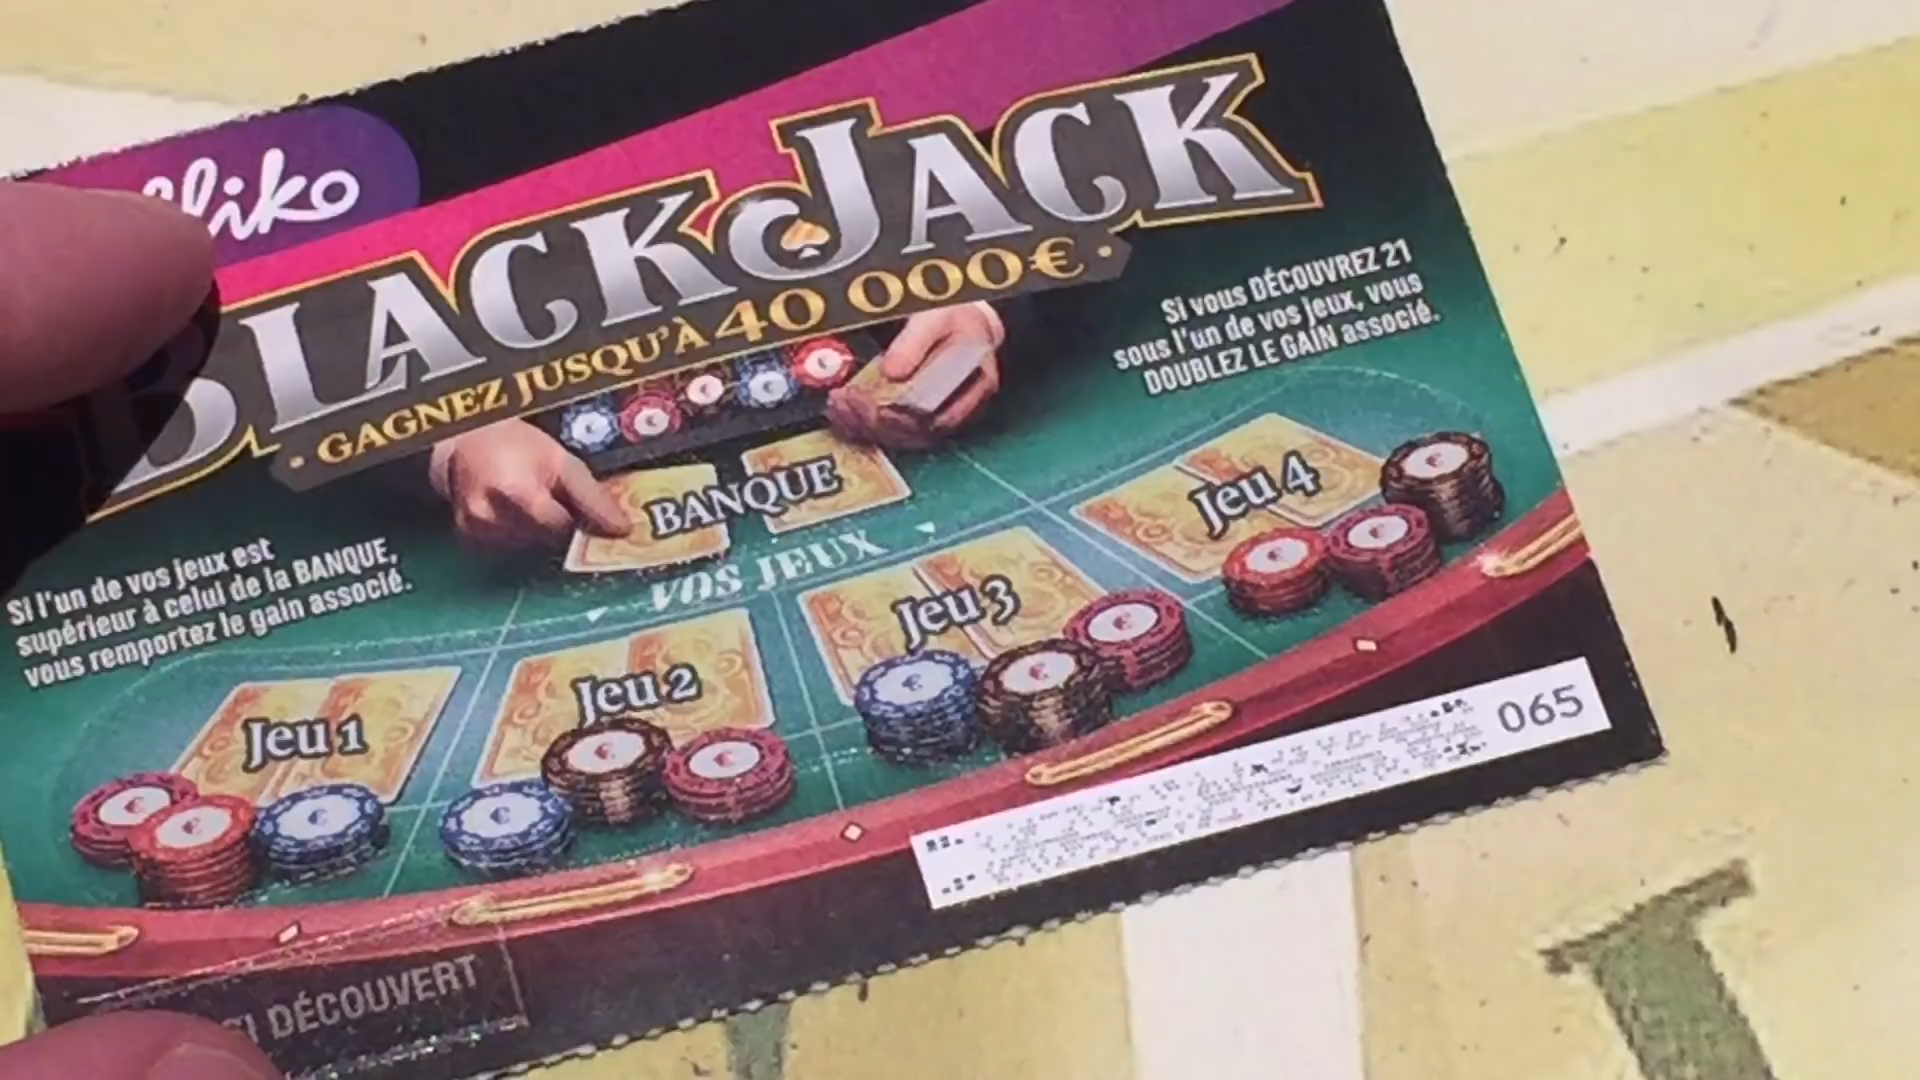 lliko
BLACKJACK
• GAGNEZ JUSQU'À 40 000 € •
Si vous DÉCOUVREZ 21
sous l'un de vos jeux, vous
DOUBLEZ LE GAIN associé.
BANQUE
VOS JEUX
Si l'un de vos jeux est
supérieur à celui de la BANQUE,
vous remportez le gain associé.
Jeu 1
Jeu 2
Jeu 3
Jeu 4
065
SI DÉCOUVERT